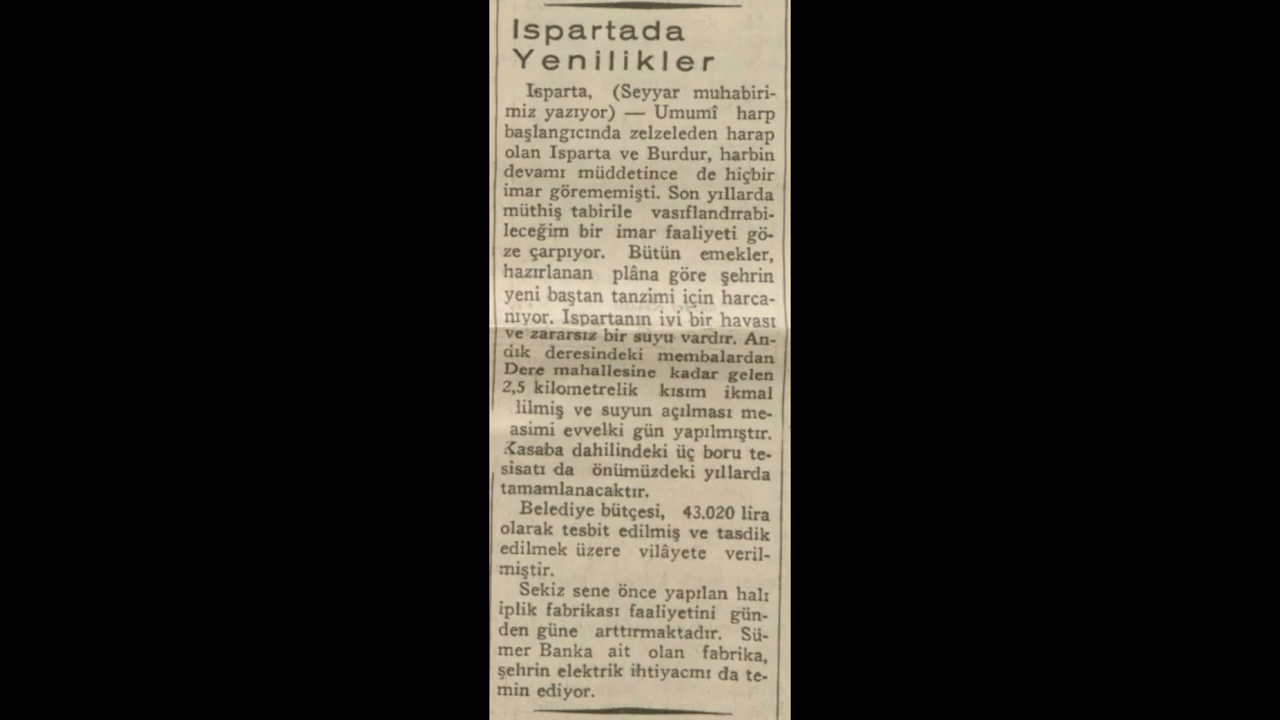 Ispartada
Yenilikler
Isparta, (Seyyar muhabiri-
miz yazıyor) — Umumî harp
başlangıcında zelzeleden harap
olan Isparta ve Burdur, harbin
devamı müddetince de hiçbir
imar görememişti. Son yıllarda
müthiş tabirile vasıflandırabi-
leceğim bir imar faaliyeti gö-
ze çarpıyor. Bütün emekler,
hazırlanan plâna göre şehrin
yeni baştan tanzimi için harca-
nıyor. Ispartanın iyi bir havası
ve zararsız bir suyu vardır. An-
dık deresindeki membalardan
Dere mahallesine kadar gelen
2,5 kilometrelik kısım ikmal
lilmiş ve suyun açılması me-
asimi evvelki gün yapılmıştır.
Kasaba dahilindeki üç boru te-
sisatı da önümüzdeki yıllarda
tamamlanacaktır.
Belediye bütçesi, 43.020 lira
olarak tesbit edilmiş ve tasdik
edilmek üzere vilâyete veril-
miştir.
Sekiz sene önce yapılan halı
iplik fabrikası faaliyetini gün-
den güne arttırmaktadır. Sü-
mer Banka ait olan fabrika,
şehrin elektrik ihtiyacını da te-
min ediyor.